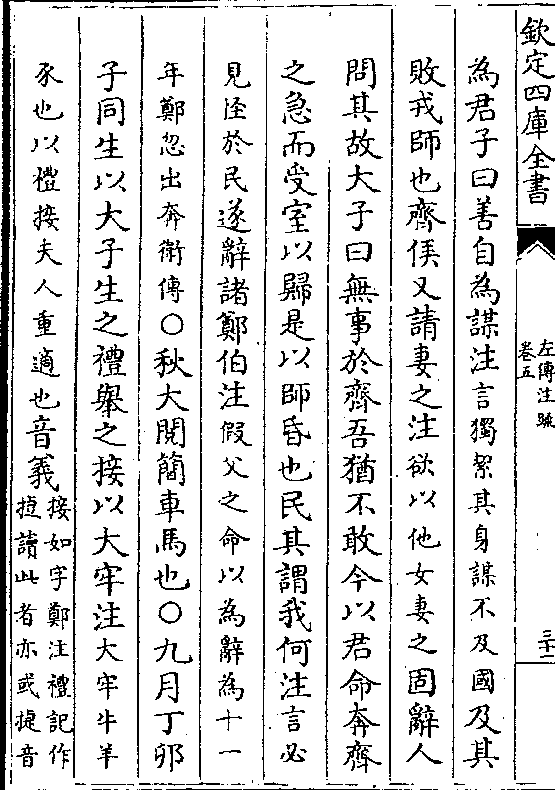 欽定四庫全書
左傳注疏
卷五
三十二
為君子曰善自為謀注言獨絜其身謀不及國及其
敗戎師也齊侯又請妻之注欲以他女妻之固辭人
問其故大子曰無事於齊吾猶不敢今以君命奔齊
之急而受室以歸是以師昏也民其謂我何注言必
見怪於民遂辭諸鄭伯注假父之命以為辭為十一
年鄭忽出奔衛傳○秋大閱簡車馬也○九月丁卯
子同生以大子生之禮舉之接以大牢注大牢牛羊
豕也以禮接夫人重適也音義
接如字鄭注禮記作
捷讀此者亦或捷音